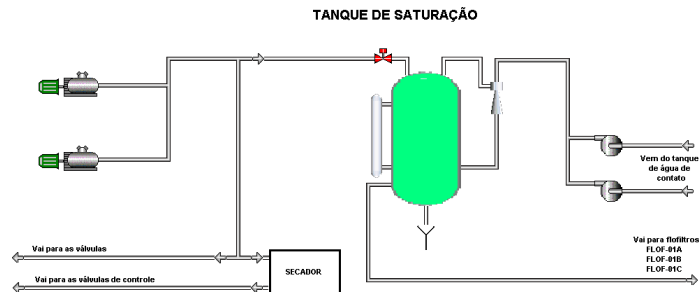 TANQUE DE SATURAÇÃO
Vem do tanque
de água de
contato
Vai para as válvulas
Vai para flofiltros
FLOF-01A
FLOF-01B
FLOF-01C
SECADOR
Vai para as válvulas de controle